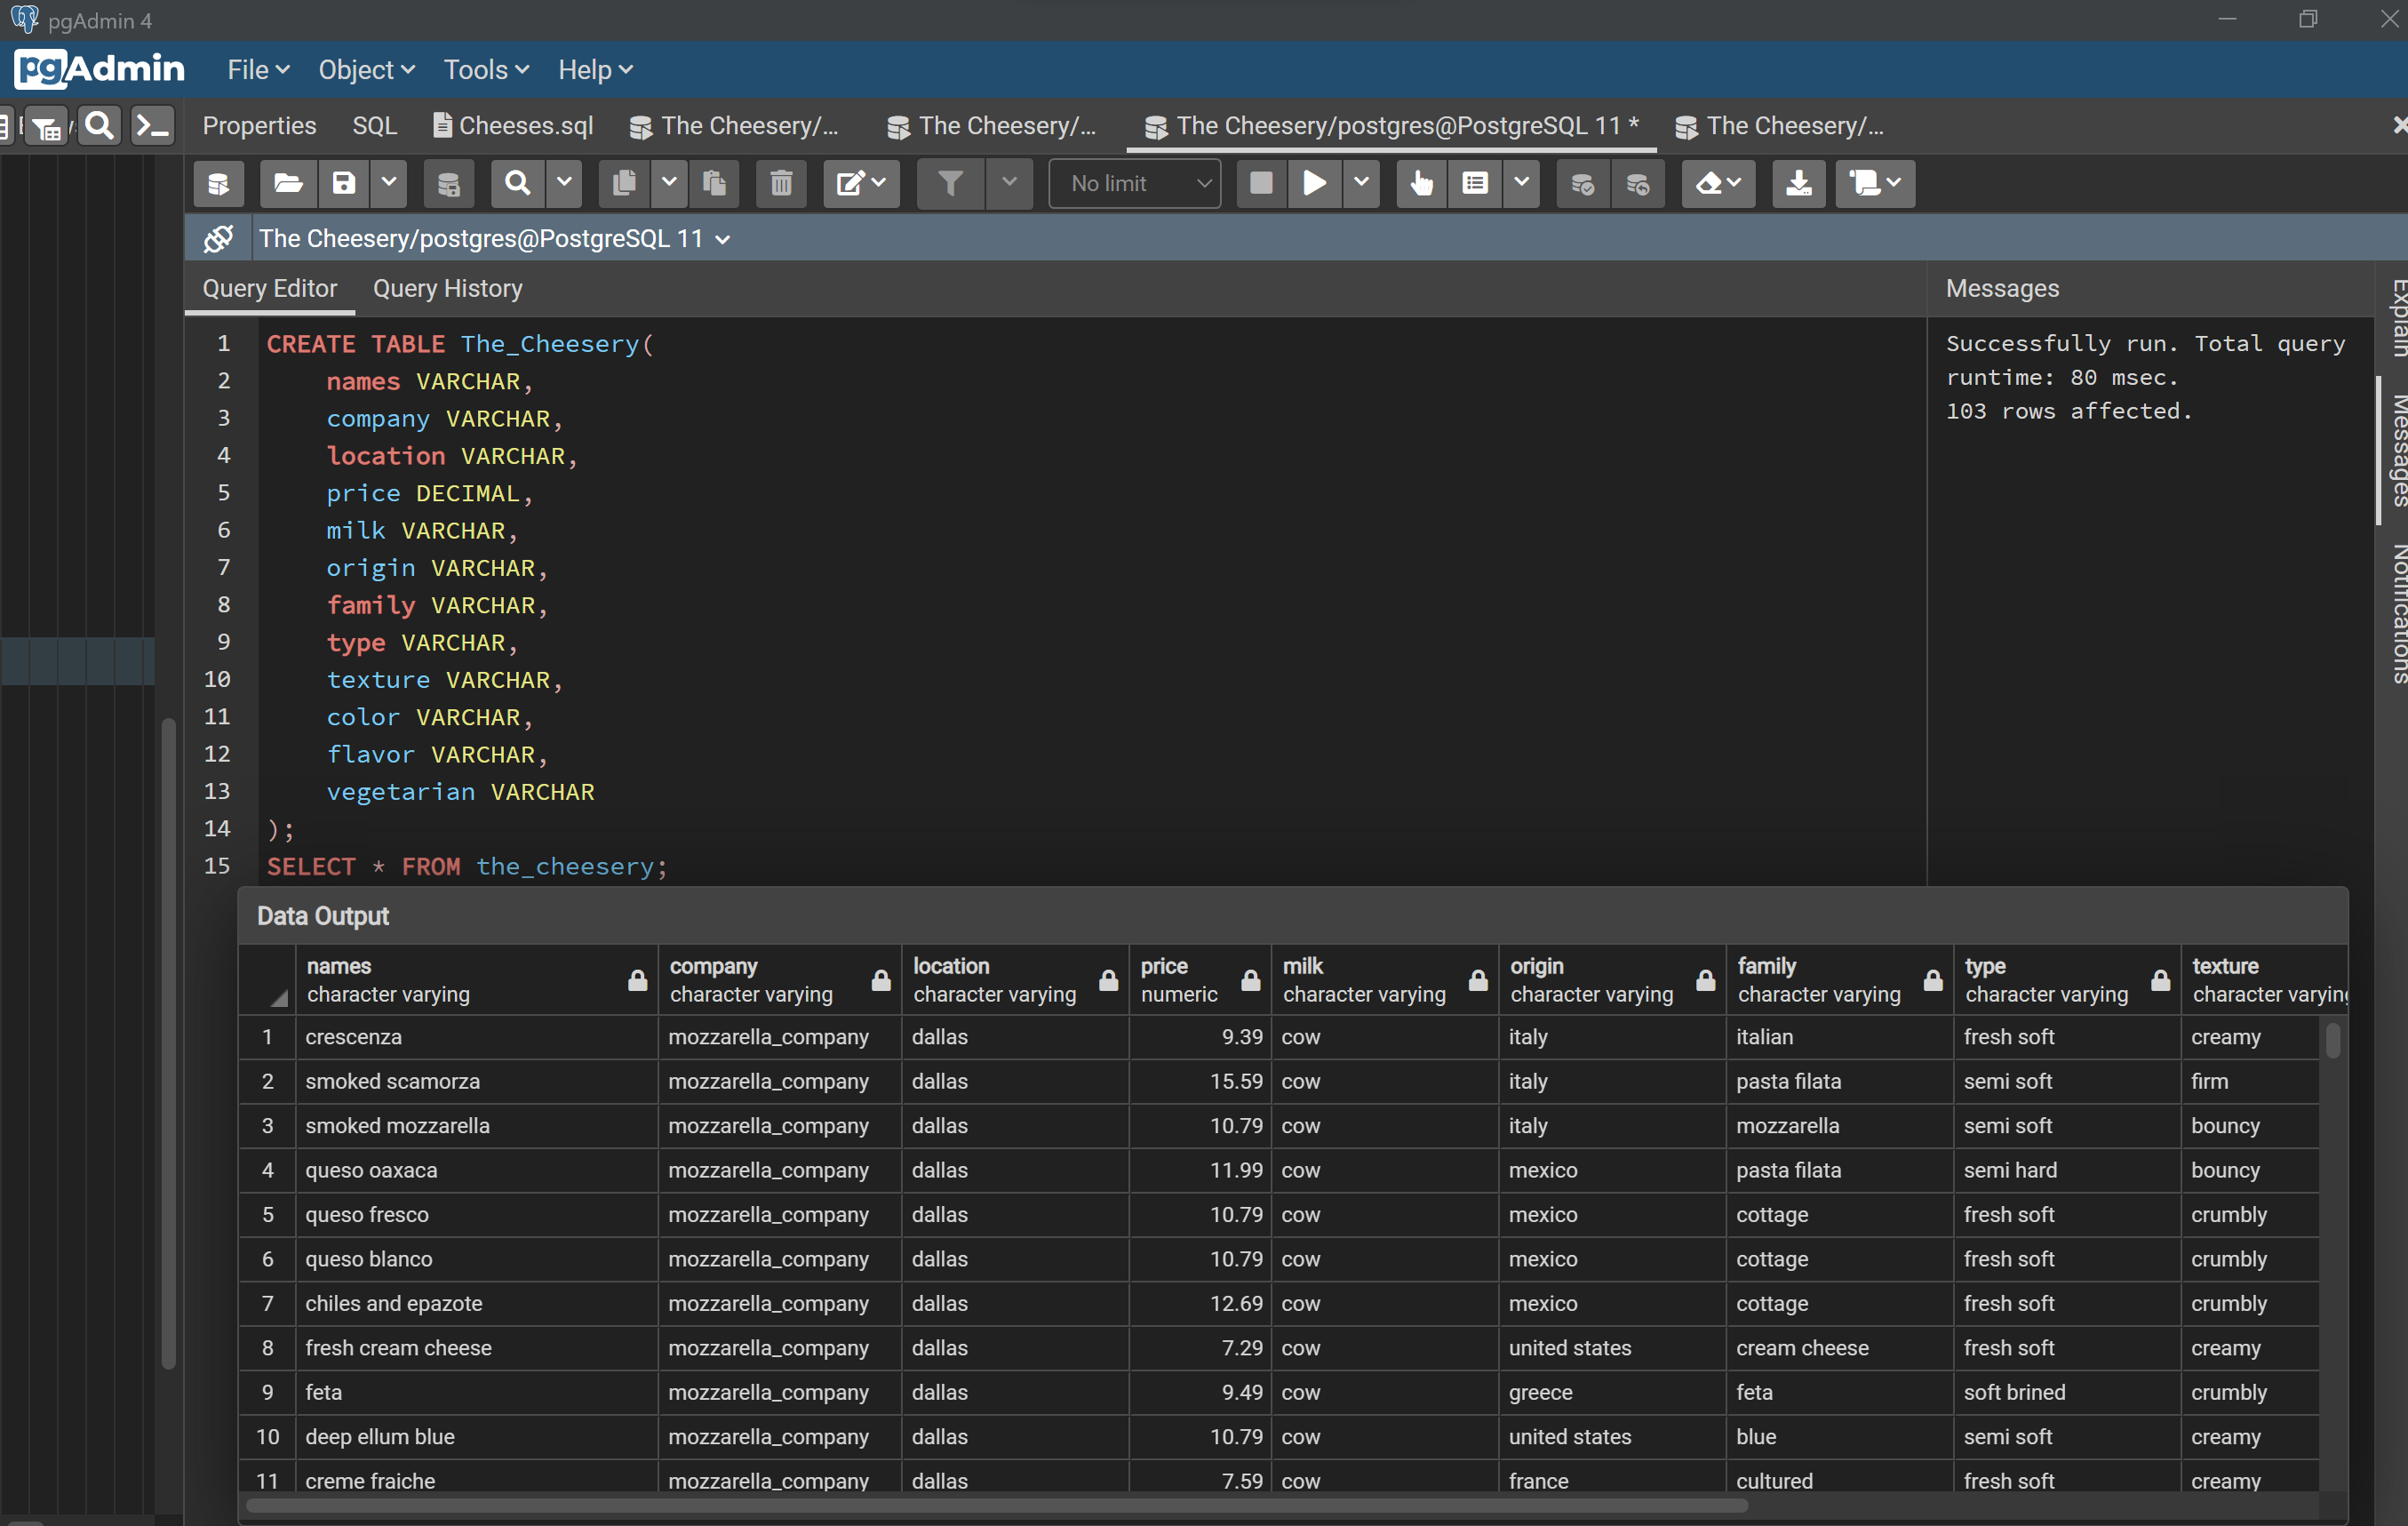 pgAdmin 4
pgAdmin File Object Tools Help
Properties SQL Cheeses.sql The Cheesery/... The Cheesery/... The Cheesery/postgres@PostgreSQL 11 * The Cheesery/...
No limit
The Cheesery/postgres@PostgreSQL 11
Query Editor Query History
1 CREATE TABLE The_Cheesery(
2 names VARCHAR,
3 company VARCHAR,
4 location VARCHAR,
5 price DECIMAL,
6 milk VARCHAR,
7 origin VARCHAR,
8 family VARCHAR,
9 type VARCHAR,
10 texture VARCHAR,
11 color VARCHAR,
12 flavor VARCHAR,
13 vegetarian VARCHAR
14 );
15 SELECT * FROM the_cheesery;
Messages
Successfully run. Total query
runtime: 80 msec.
103 rows affected.
Explain
Messages
Notifications
Data Output
names company location price milk origin family type texture
character varying character varying character varying numeric character varying character varying character varying character varying character varying
1 crescenza mozzarella_company dallas 9.39 cow italy italian fresh soft creamy
2 smoked scamorza mozzarella_company dallas 15.59 cow italy pasta filata semi soft firm
3 smoked mozzarella mozzarella_company dallas 10.79 cow italy mozzarella semi soft bouncy
4 queso oaxaca mozzarella_company dallas 11.99 cow mexico pasta filata semi hard bouncy
5 queso fresco mozzarella_company dallas 10.79 cow mexico cottage fresh soft crumbly
6 queso blanco mozzarella_company dallas 10.79 cow mexico cottage fresh soft crumbly
7 chiles and epazote mozzarella_company dallas 12.69 cow mexico cottage fresh soft crumbly
8 fresh cream cheese mozzarella_company dallas 7.29 cow united states cream cheese fresh soft creamy
9 feta mozzarella_company dallas 9.49 cow greece feta soft brined crumbly
10 deep ellum blue mozzarella_company dallas 10.79 cow united states blue semi soft creamy
11 creme fraiche mozzarella_company dallas 7.59 cow france cultured fresh soft creamy